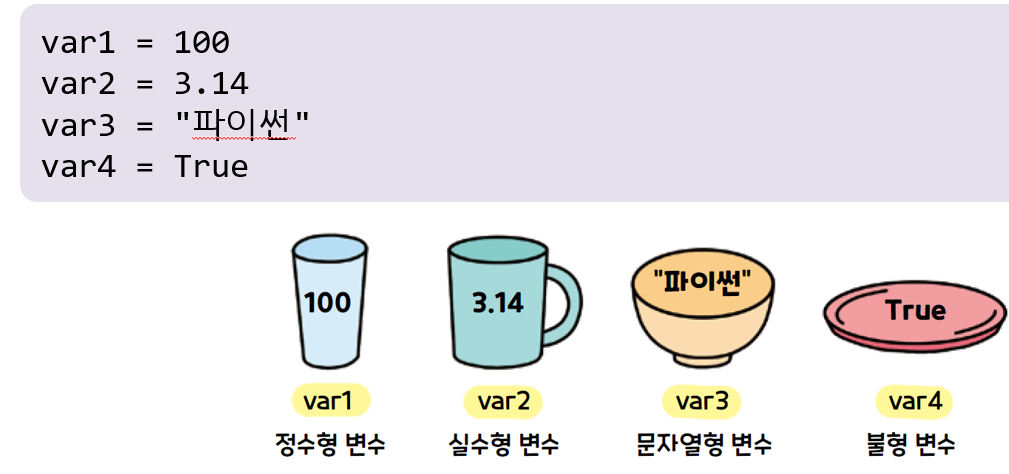 var1 = 100
var2 = 3.14
var3 = "파이썬"
var4 = True
100 3.14 "파이썬" True
var1 var2 var3 var4
정수형 변수 실수형 변수 문자열형 변수 불형 변수